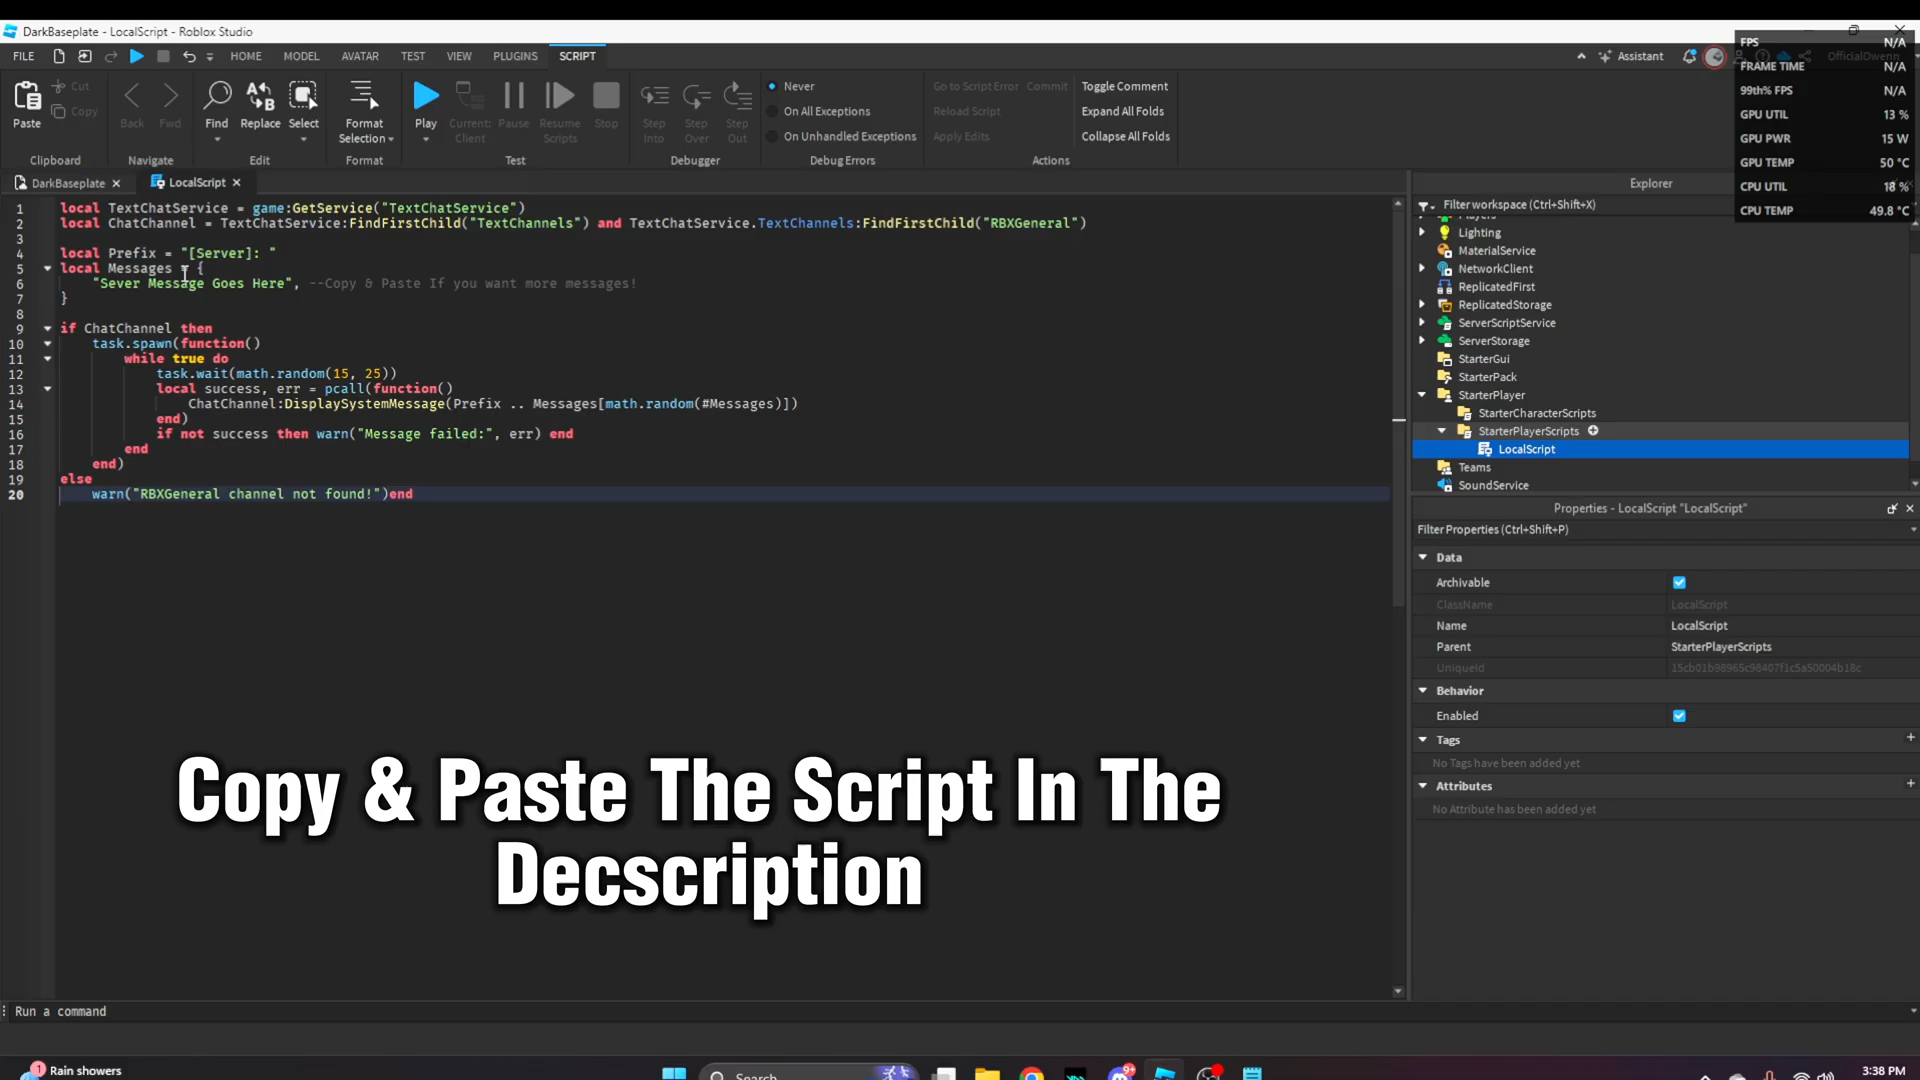 DarkBaseplate - LocalScript - Roblox Studio
FILE HOME MODEL AVATAR TEST VIEW PLUGINS SCRIPT Assistant OfficialOwenn
FPS N/A
FRAME TIME N/A
99th% FPS N/A
GPU UTIL 13 %
GPU PWR 15 W
GPU TEMP 50 °C
CPU UTIL 18 %
CPU TEMP 49.8 °C
Paste Cut Copy
Clipboard
Back Fwd
Navigate
Find Replace Select
Edit
Format Selection
Format
Play Current: Client Pause Resume Scripts Stop
Test
Step Into Step Over Step Out
Debugger
Never
On All Exceptions
On Unhandled Exceptions
Debug Errors
Go to Script Error Commit Toggle Comment
Reload Script Expand All Folds
Apply Edits Collapse All Folds
Actions
DarkBaseplate LocalScript
1 local TextChatService = game:GetService("TextChatService")
2 local ChatChannel = TextChatService:FindFirstChild("TextChannels") and TextChatService.TextChannels:FindFirstChild("RBXGeneral")
3
4 local Prefix = "[Server]: "
5 local Messages = {
6 "Sever Message Goes Here", --Copy & Paste If you want more messages!
7 }
8
9 if ChatChannel then
10 task.spawn(function()
11 while true do
12 task.wait(math.random(15, 25))
13 local success, err = pcall(function()
14 ChatChannel:DisplaySystemMessage(Prefix .. Messages[math.random(#Messages)])
15 end)
16 if not success then warn("Message failed:", err) end
17 end
18 end)
19 else
20 warn("RBXGeneral channel not found!")end
Copy & Paste The Script In The
Decscription
Explorer
Filter workspace (Ctrl+Shift+X)
Players
Lighting
MaterialService
NetworkClient
ReplicatedFirst
ReplicatedStorage
ServerScriptService
ServerStorage
StarterGui
StarterPack
StarterPlayer
StarterCharacterScripts
StarterPlayerScripts
LocalScript
Teams
SoundService
Properties - LocalScript "LocalScript"
Filter Properties (Ctrl+Shift+P)
Data
Archivable
ClassName LocalScript
Name LocalScript
Parent StarterPlayerScripts
UniqueId 15cb01b98965c98407f1c5a50004b18c
Behavior
Enabled
Tags
No Tags have been added yet
Attributes
No Attribute has been added yet
Run a command
1 Rain showers
Search
9+
3:38 PM